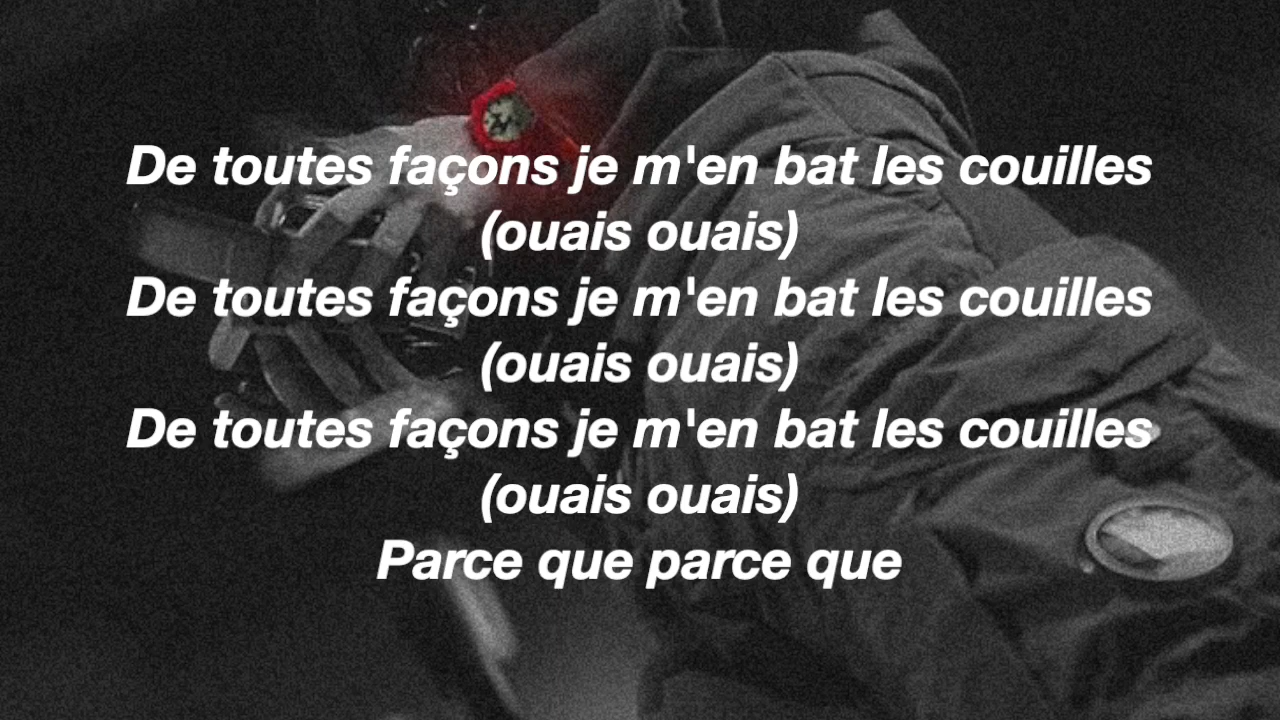 De toutes façons je m'en bat les couilles
(ouais ouais)
De toutes façons je m'en bat les couilles
(ouais ouais)
De toutes façons je m'en bat les couilles
(ouais ouais)
Parce que parce que